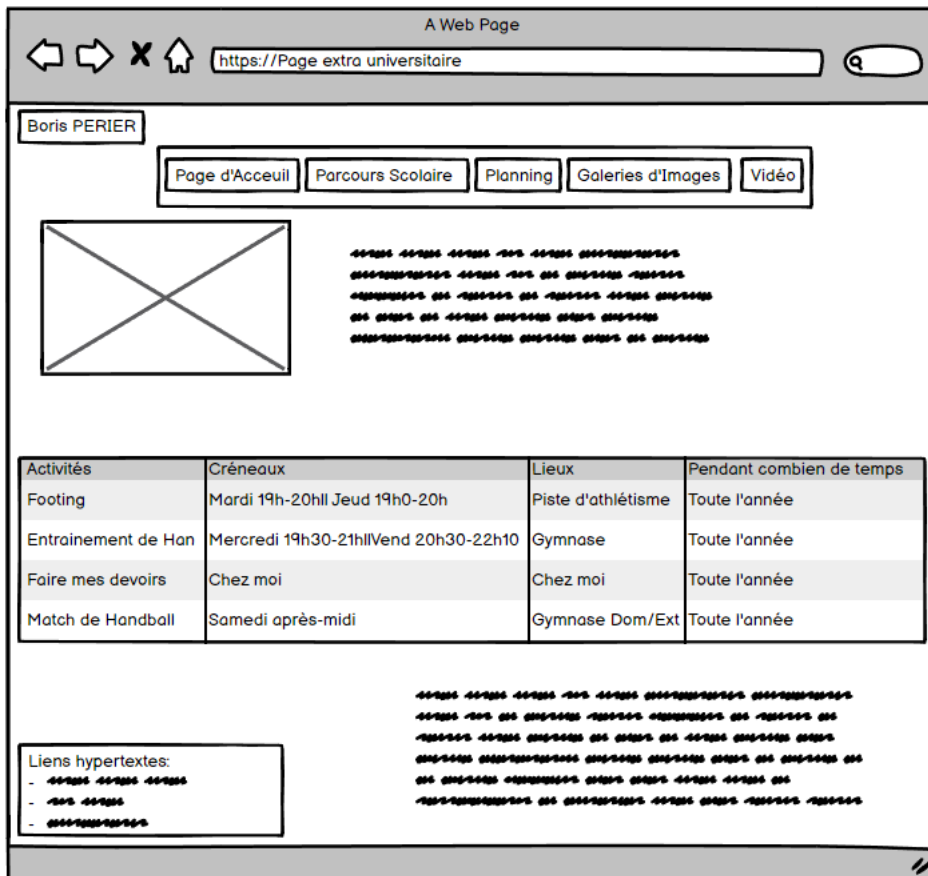 A Web Page
https://Page extra universitaire
Boris PERIER
Page d'Acceuil Parcours Scolaire Planning Galeries d'Images Vidéo
Activités Créneaux Lieux Pendant combien de temps
Footing Mardi 19h-20hll Jeud 19h0-20h Piste d'athlétisme Toute l'année
Entrainement de Han Mercredi 19h30-21hllVend 20h30-22h10 Gymnase Toute l'année
Faire mes devoirs Chez moi Chez moi Toute l'année
Match de Handball Samedi après-midi Gymnase Dom/Ext Toute l'année
Liens hypertextes:
-
-
-